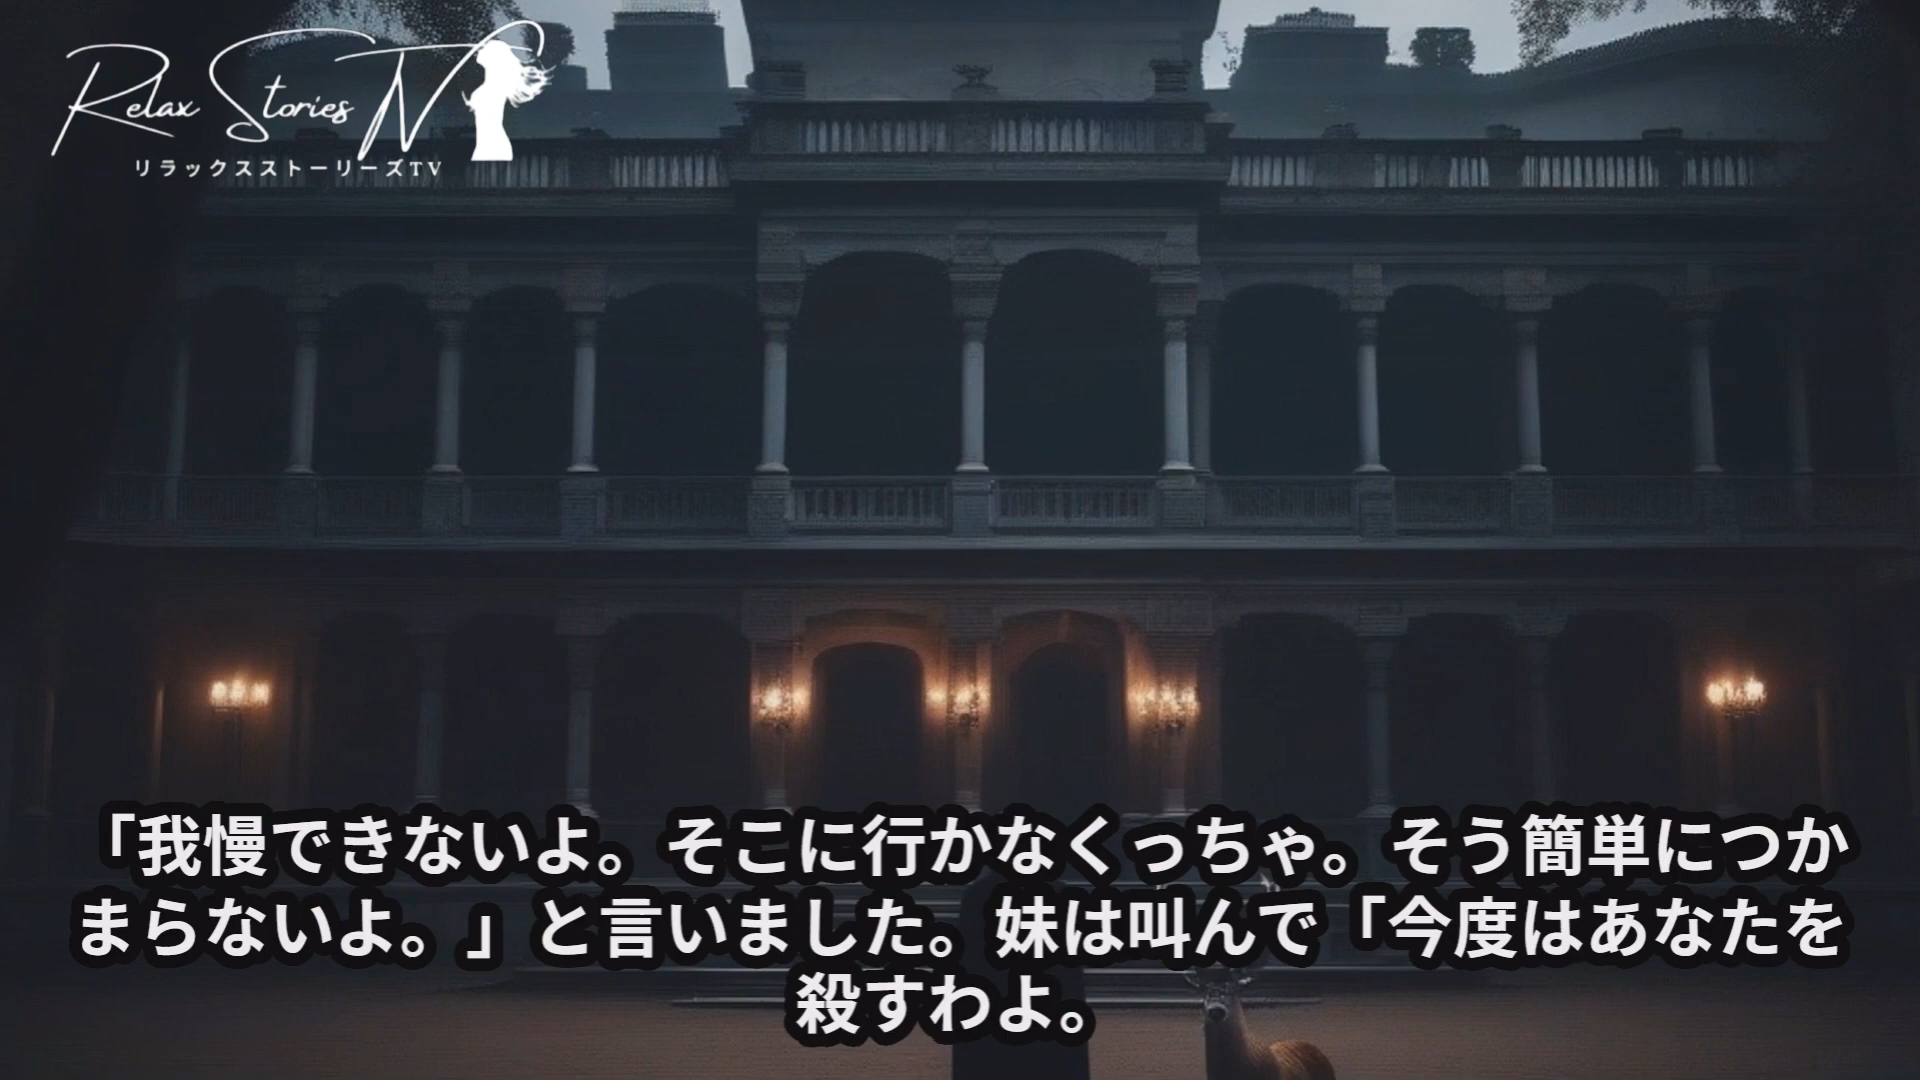 Relax Stories TV
リラックスストーリーズTV
「我慢できないよ。そこに行かなくっちゃ。そう簡単につか
まらないよ。」と言いました。妹は叫んで「今度はあなたを
殺すわよ。